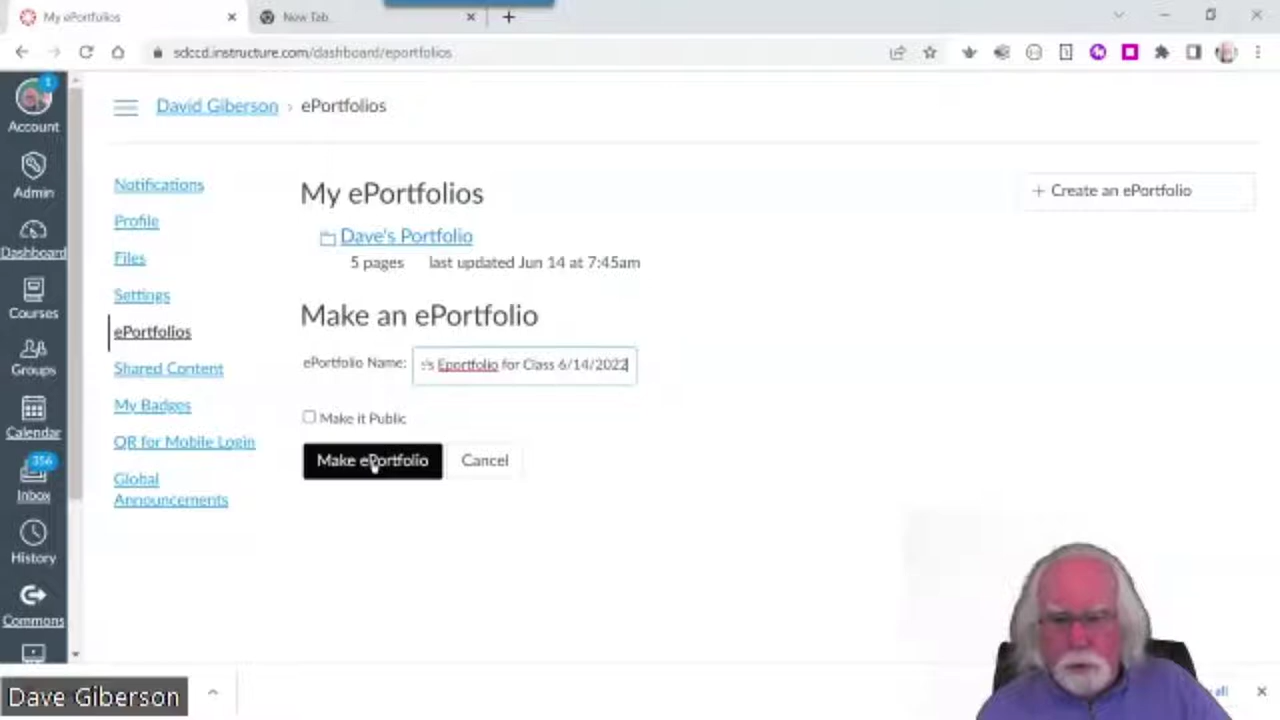 My ePortfolios
New Tab
sdccd.instructure.com/dashboard/eportfolios
1
Account
Admin
Dashboard
Courses
Groups
Calendar
356
Inbox
History
Commons
David Giberson › ePortfolios
Notifications
Profile
Files
Settings
ePortfolios
Shared Content
My Badges
QR for Mobile Login
Global
Announcements
My ePortfolios
+ Create an ePortfolio
Dave's Portfolio
5 pages last updated Jun 14 at 7:45am
Make an ePortfolio
ePortfolio Name: 's Eportfolio for Class 6/14/2022
Make it Public
Make ePortfolio Cancel
Dave Giberson
all